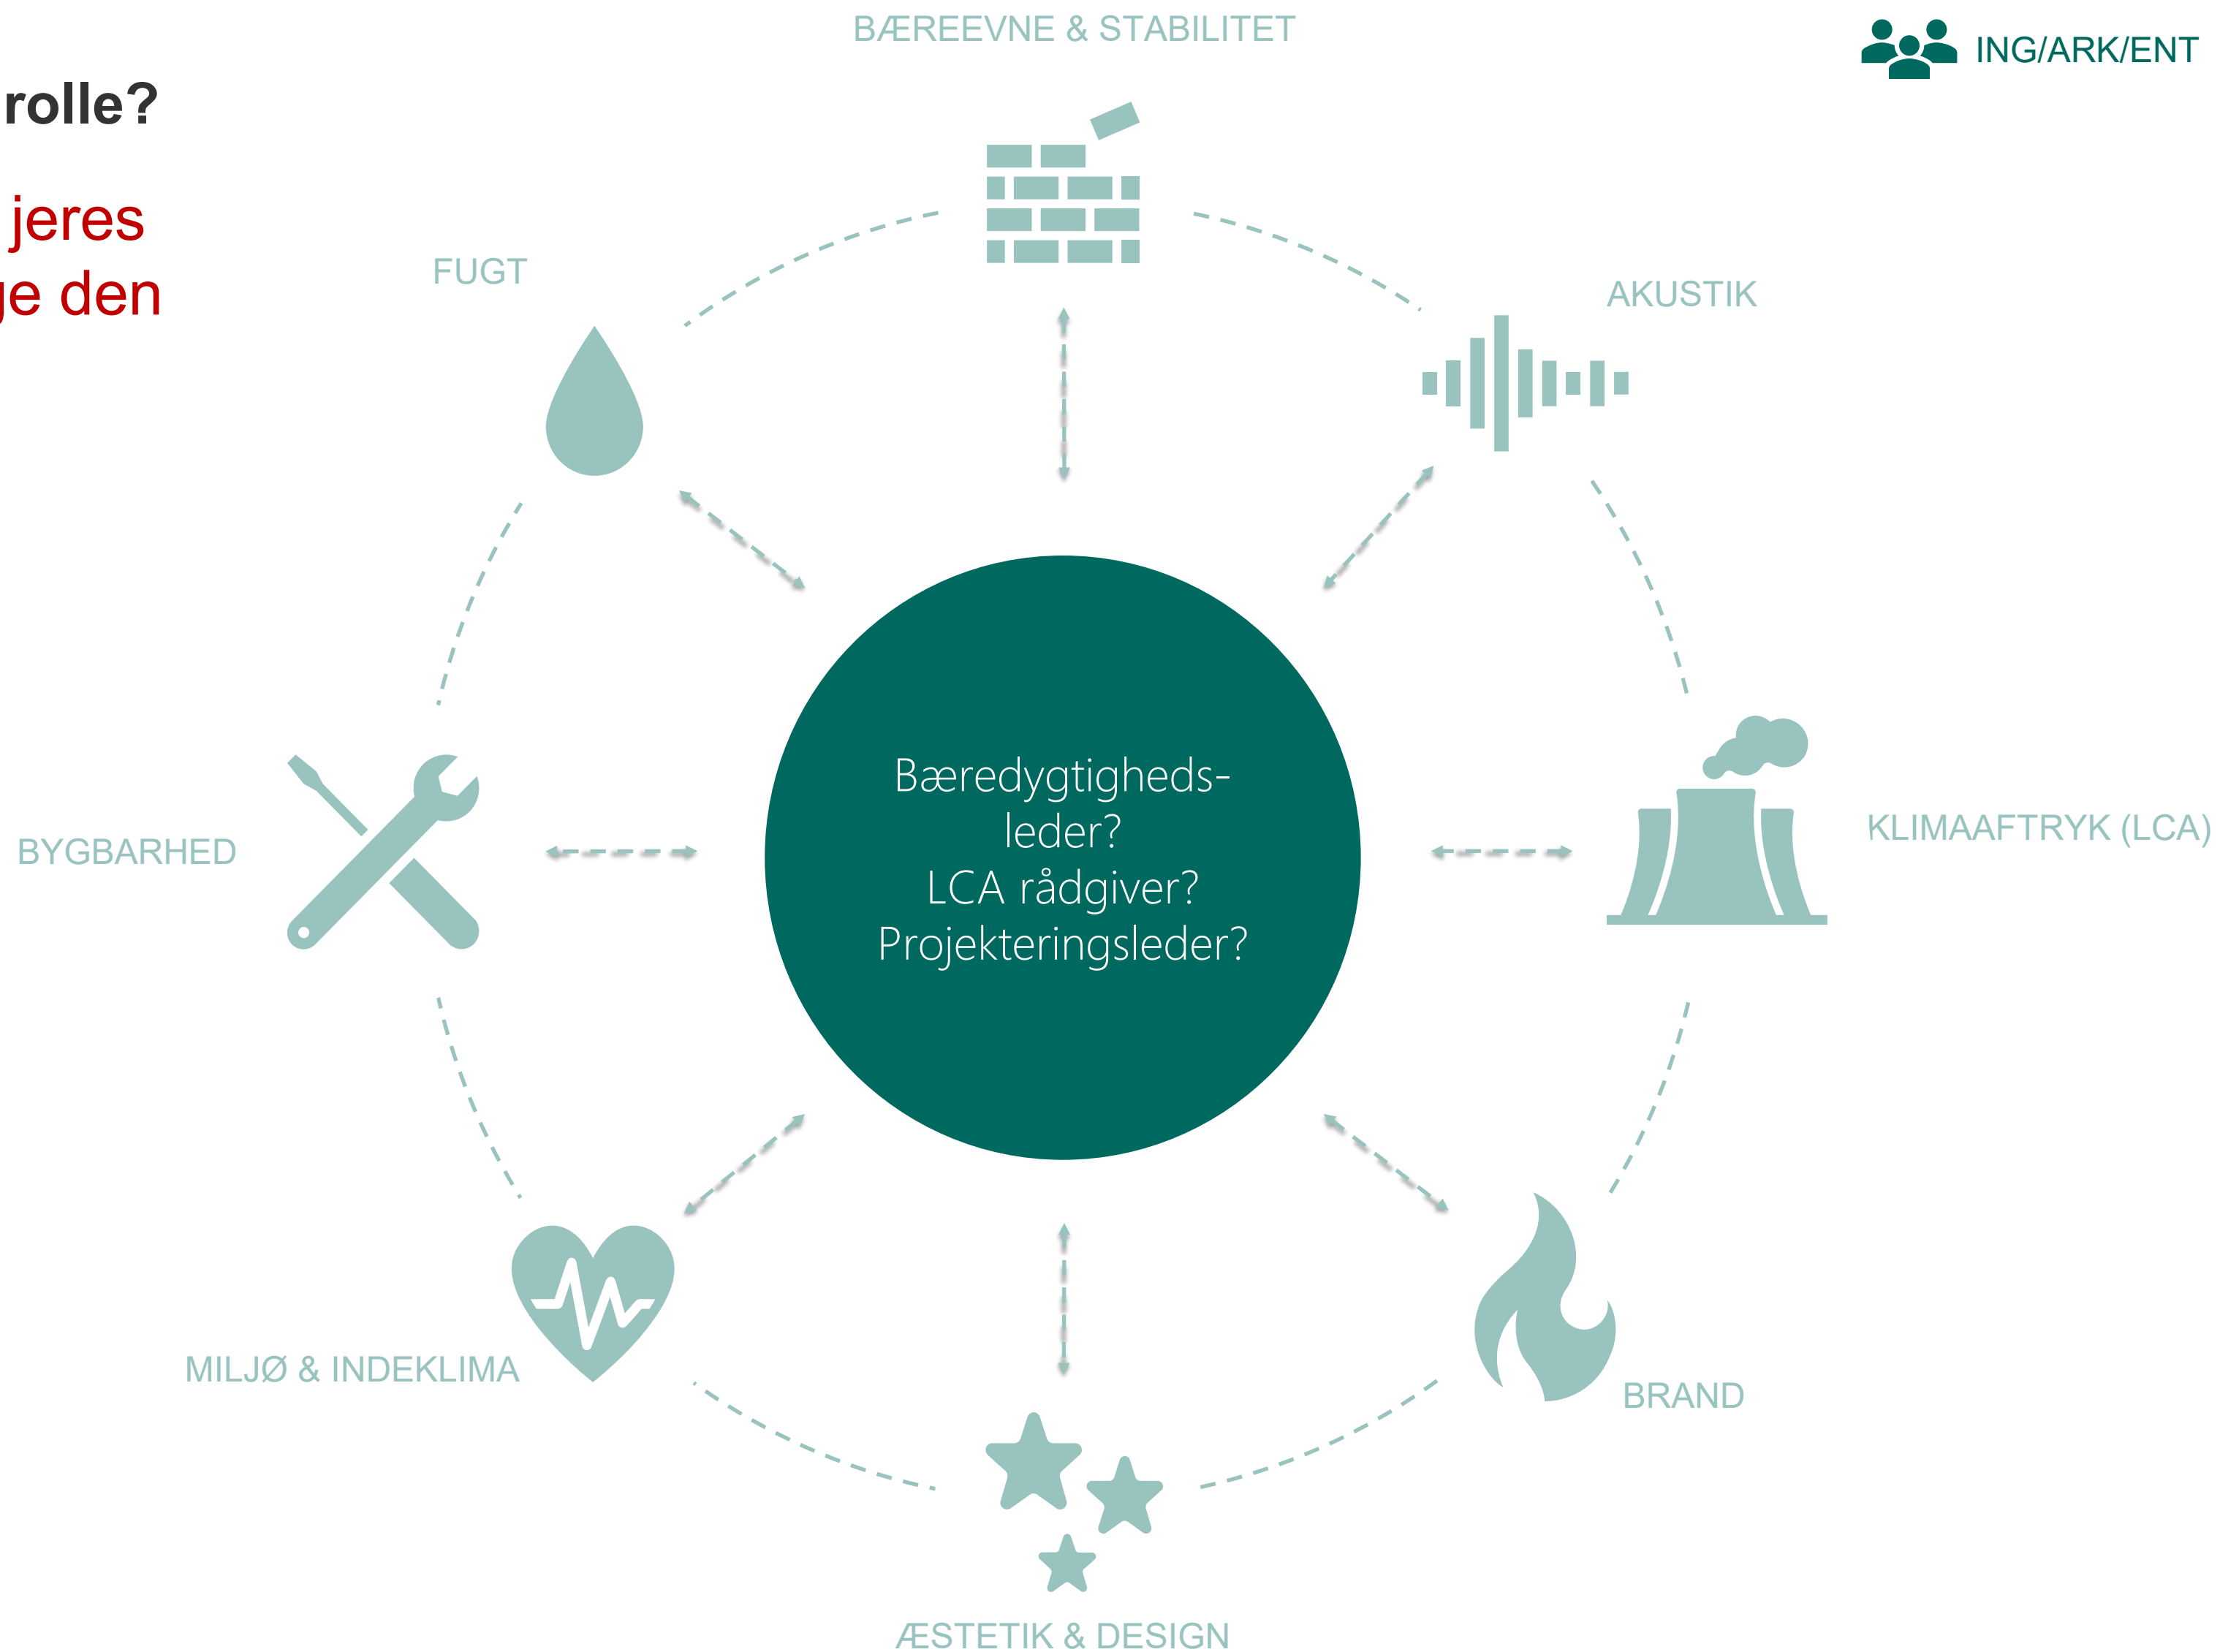 BÆREEVNE & STABILITET
ING/ARK/ENT
rolle?
jeres
den
FUGT
AKUSTIK
Bæredygtigheds-
leder?
LCA rådgiver?
Projekteringsleder?
BYGBARHED
KLIMAAFTRYK (LCA)
MILJØ & INDEKLIMA
BRAND
ÆSTETIK & DESIGN